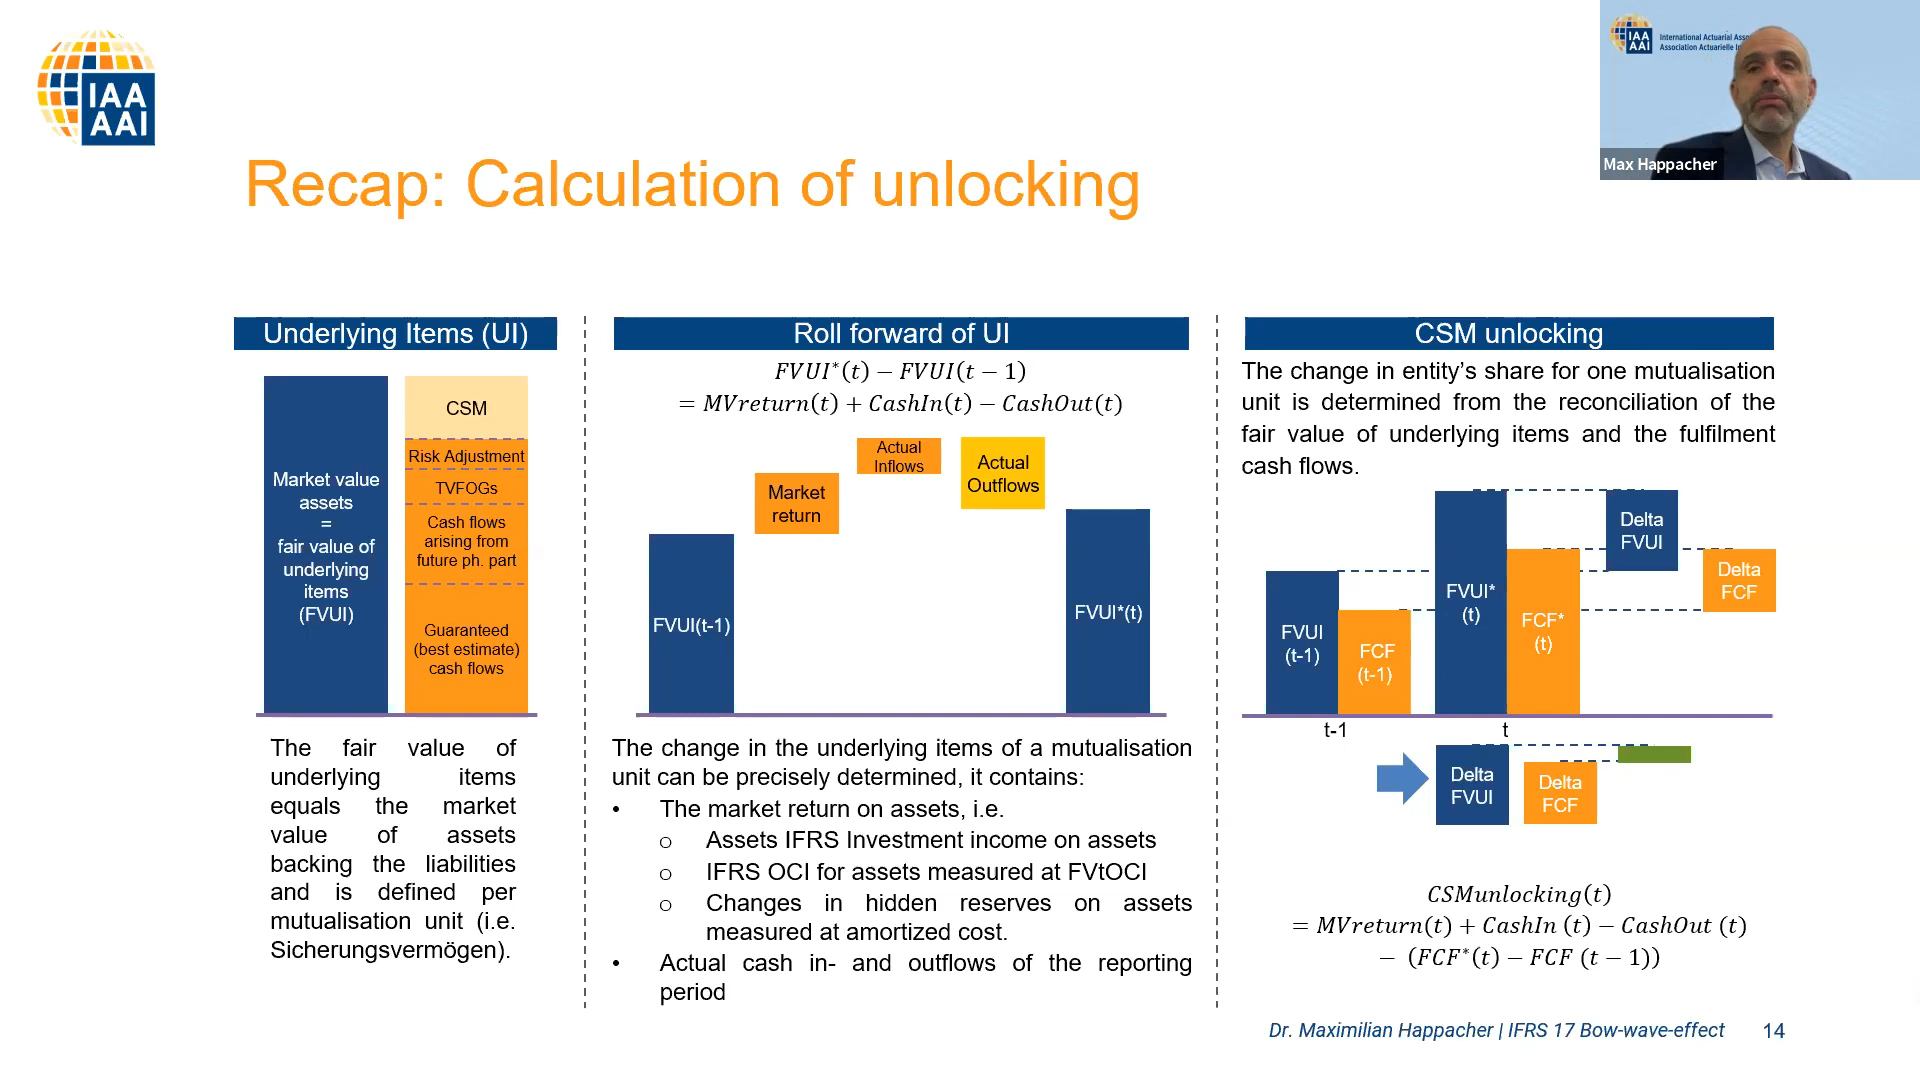 IAA
AAI
IAA
AAI
International Actuarial Asso
Association Actuarielle In
Max Happacher
Recap: Calculation of unlocking
Underlying Items (UI)
Market value
assets
=
fair value of
underlying
items
(FVUI)
CSM
Risk Adjustment
TVFOGs
Cash flows
arising from
future ph. part
Guaranteed
(best estimate)
cash flows
The fair value of
underlying items
equals the market
value of assets
backing the liabilities
and is defined per
mutualisation unit (i.e.
Sicherungsvermögen).
Roll forward of UI
FVUI*(t) − FVUI(t − 1)
= MVreturn(t) + CashIn(t) − CashOut(t)
FVUI(t-1)
Market
return
Actual
Inflows
Actual
Outflows
FVUI*(t)
The change in the underlying items of a mutualisation
unit can be precisely determined, it contains:
• The market return on assets, i.e.
o Assets IFRS Investment income on assets
o IFRS OCI for assets measured at FVtOCI
o Changes in hidden reserves on assets
measured at amortized cost.
• Actual cash in- and outflows of the reporting
period
CSM unlocking
The change in entity's share for one mutualisation
unit is determined from the reconciliation of the
fair value of underlying items and the fulfilment
cash flows.
FVUI
(t-1)
FCF
(t-1)
FVUI*
(t)
FCF*
(t)
Delta
FVUI
Delta
FCF
t-1
t
Delta
FVUI
Delta
FCF
CSMunlocking(t)
= MVreturn(t) + CashIn (t) − CashOut (t)
− (FCF*(t) − FCF (t − 1))
Dr. Maximilian Happacher | IFRS 17 Bow-wave-effect 14